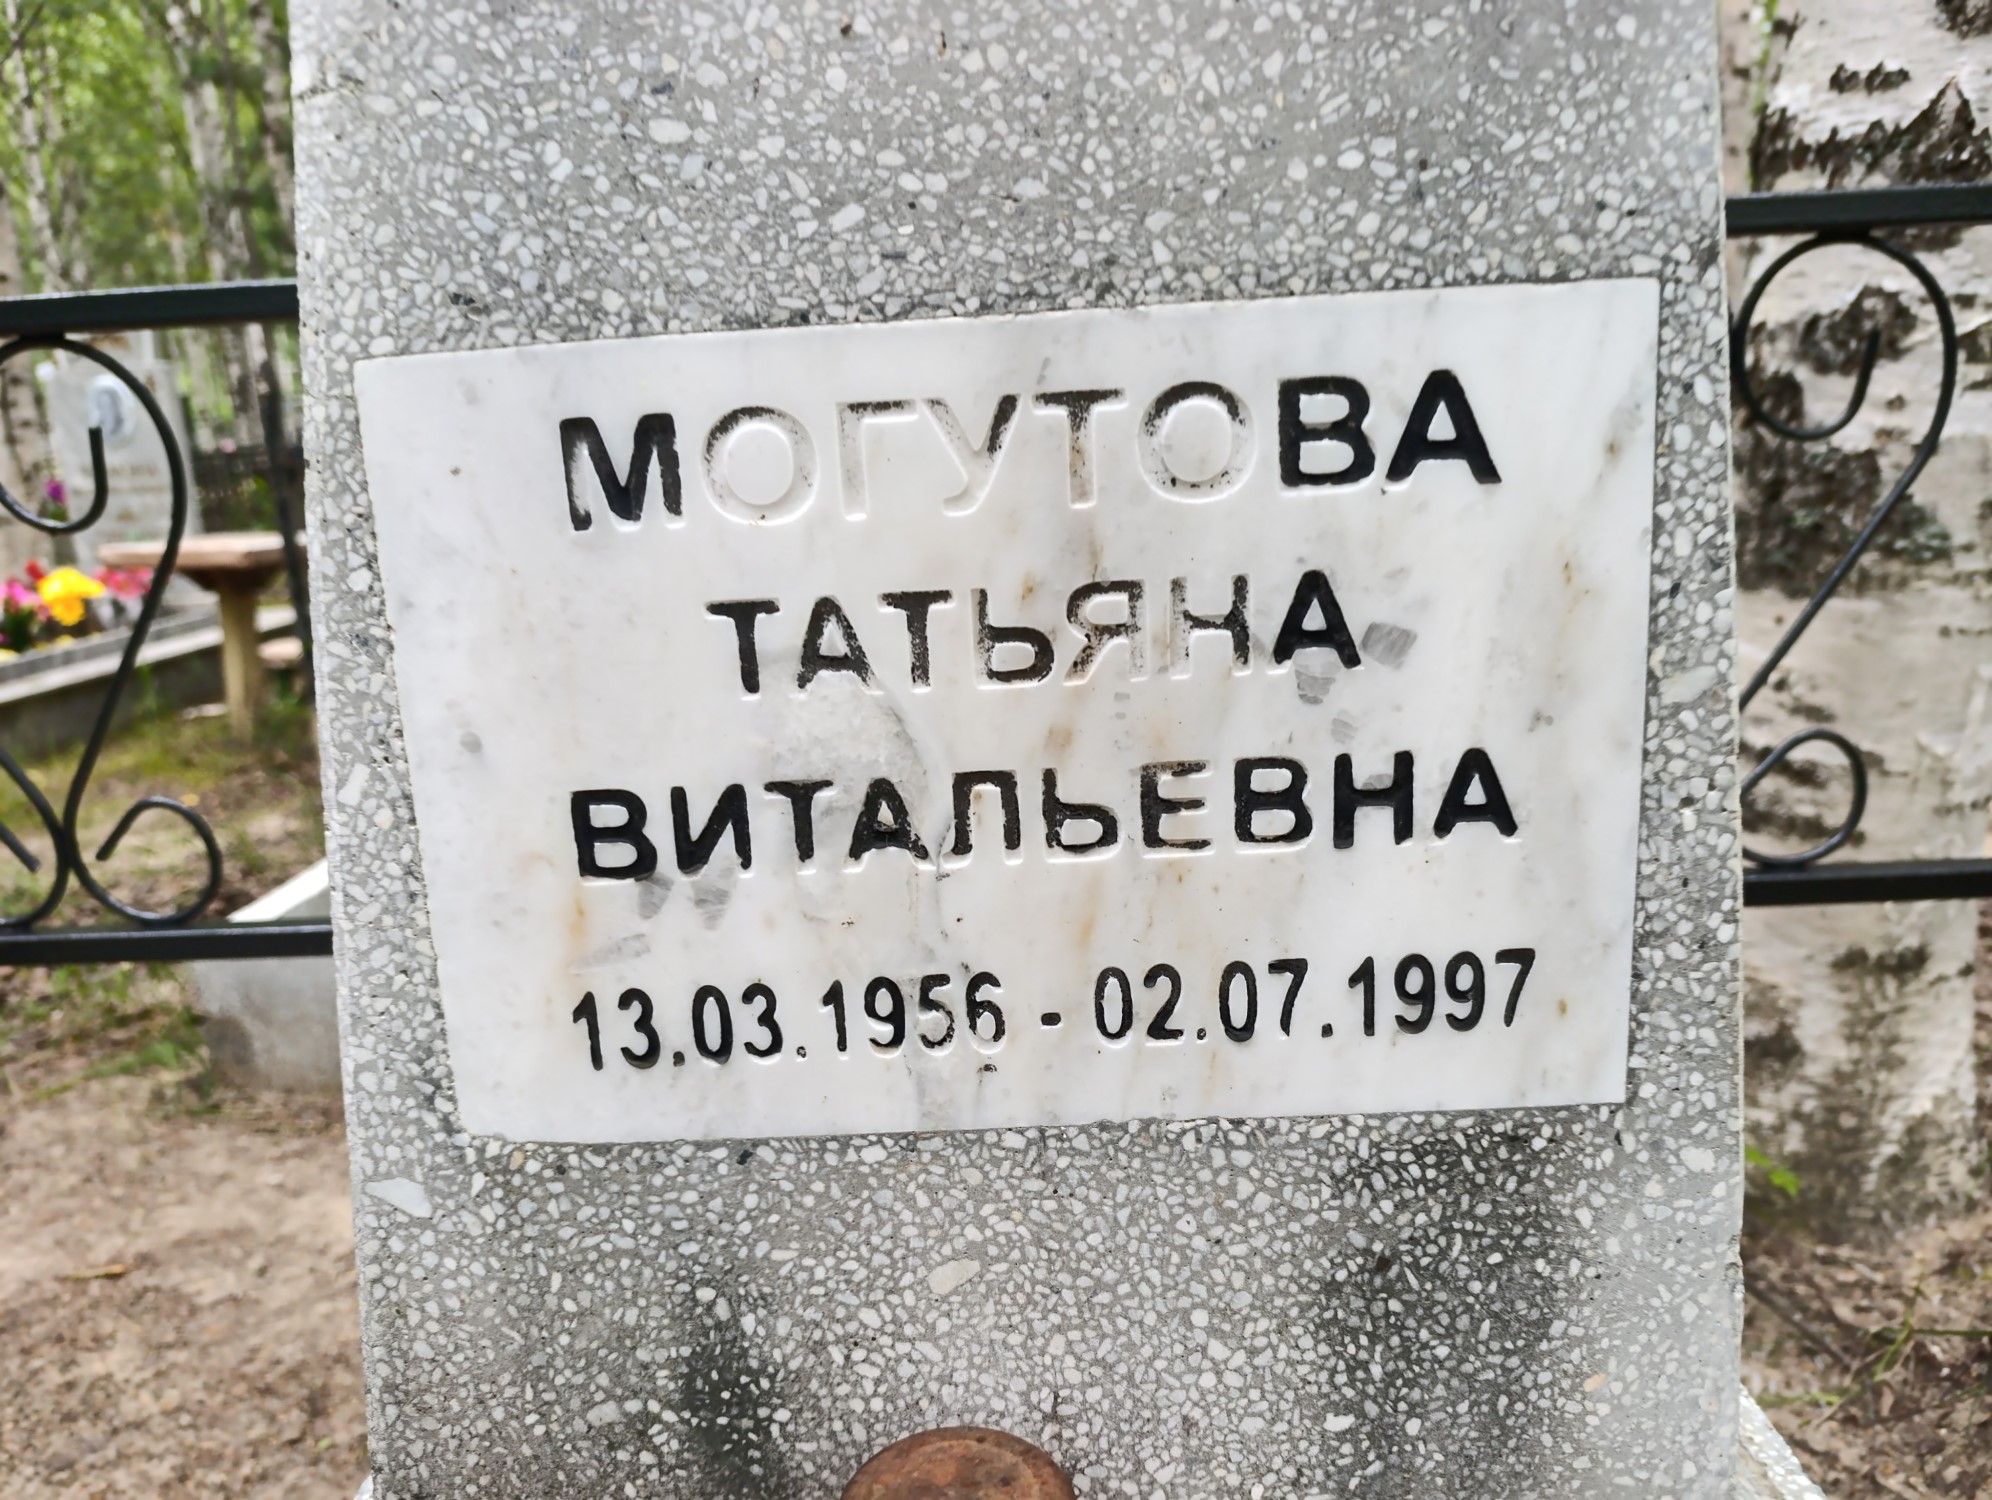 МОГУТОВА
ТАТЬЯНА
ВИТАЛЬЕВНА
13.03.1956 - 02.07.1997